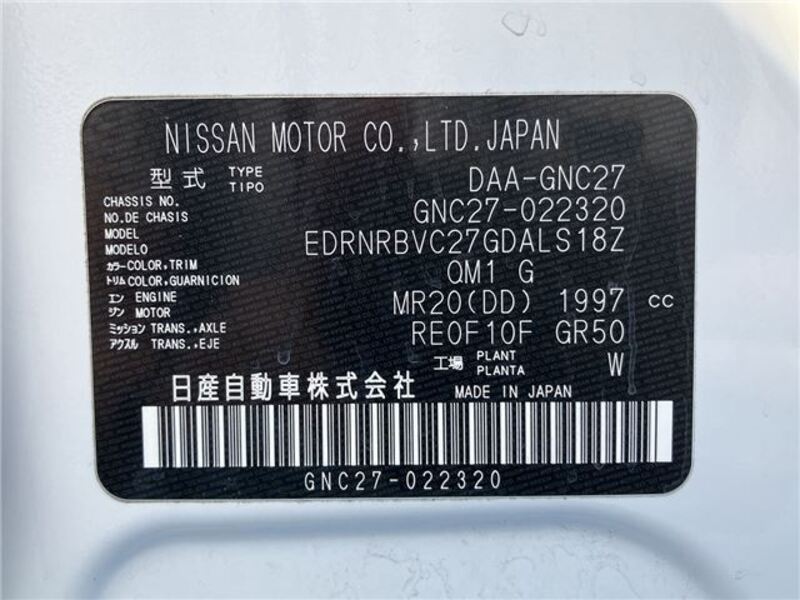 NISSAN MOTOR CO.,LTD.JAPAN
型式 TYPE TIPO DAA-GNC27
CHASSIS NO. NO.DE CHASIS GNC27-022320
MODEL MODELO EDRNRBVC27GDALS18Z
カラー COLOR,TRIM
トリム COLOR,GUARNICION QM1 G
エン ENGINE
ジン MOTOR MR20(DD) 1997 CC
ミッション TRANS.,AXLE
アクスル TRANS.,EJE RE0F10F GR50
工場 PLANT PLANTA W
日産自動車株式会社 MADE IN JAPAN
GNC27-022320